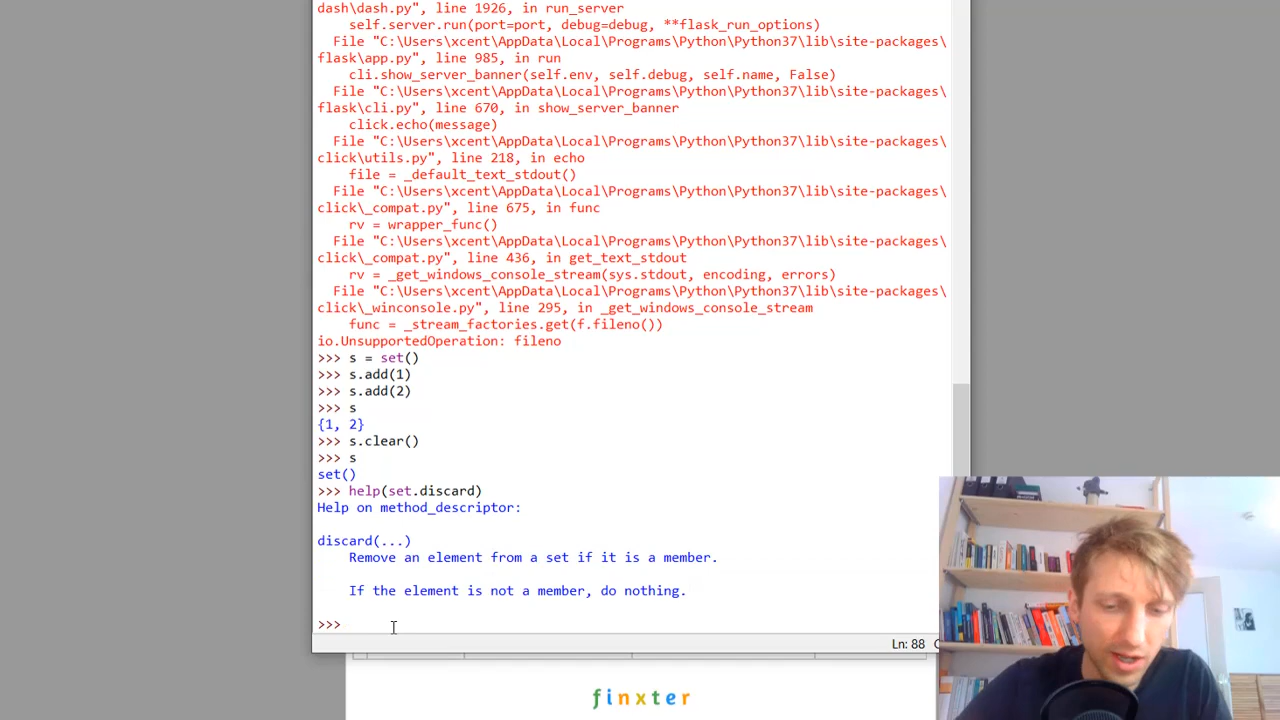 dash\dash.py", line 1926, in run_server
self.server.run(port=port, debug=debug, **flask_run_options)
File "C:\Users\xcent\AppData\Local\Programs\Python\Python37\lib\site-packages\
flask\app.py", line 985, in run
cli.show_server_banner(self.env, self.debug, self.name, False)
File "C:\Users\xcent\AppData\Local\Programs\Python\Python37\lib\site-packages\
flask\cli.py", line 670, in show_server_banner
click.echo(message)
File "C:\Users\xcent\AppData\Local\Programs\Python\Python37\lib\site-packages\
click\utils.py", line 218, in echo
file = _default_text_stdout()
File "C:\Users\xcent\AppData\Local\Programs\Python\Python37\lib\site-packages\
click\_compat.py", line 675, in func
rv = wrapper_func()
File "C:\Users\xcent\AppData\Local\Programs\Python\Python37\lib\site-packages\
click\_compat.py", line 436, in get_text_stdout
rv = _get_windows_console_stream(sys.stdout, encoding, errors)
File "C:\Users\xcent\AppData\Local\Programs\Python\Python37\lib\site-packages\
click\_winconsole.py", line 295, in _get_windows_console_stream
func = _stream_factories.get(f.fileno())
io.UnsupportedOperation: fileno
>>> s = set()
>>> s.add(1)
>>> s.add(2)
>>> s
{1, 2}
>>> s.clear()
>>> s
set()
>>> help(set.discard)
Help on method_descriptor:
discard(...)
Remove an element from a set if it is a member.
If the element is not a member, do nothing.
>>>
Ln: 88
finxter